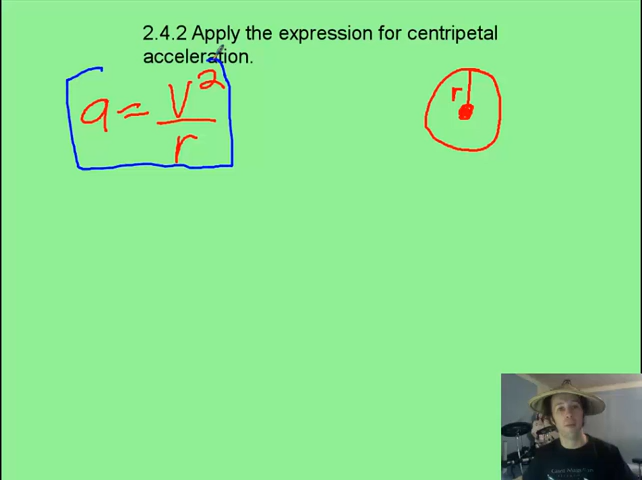 2.4.2 Apply the expression for centripetal
acceleration.
a = v²/r
r